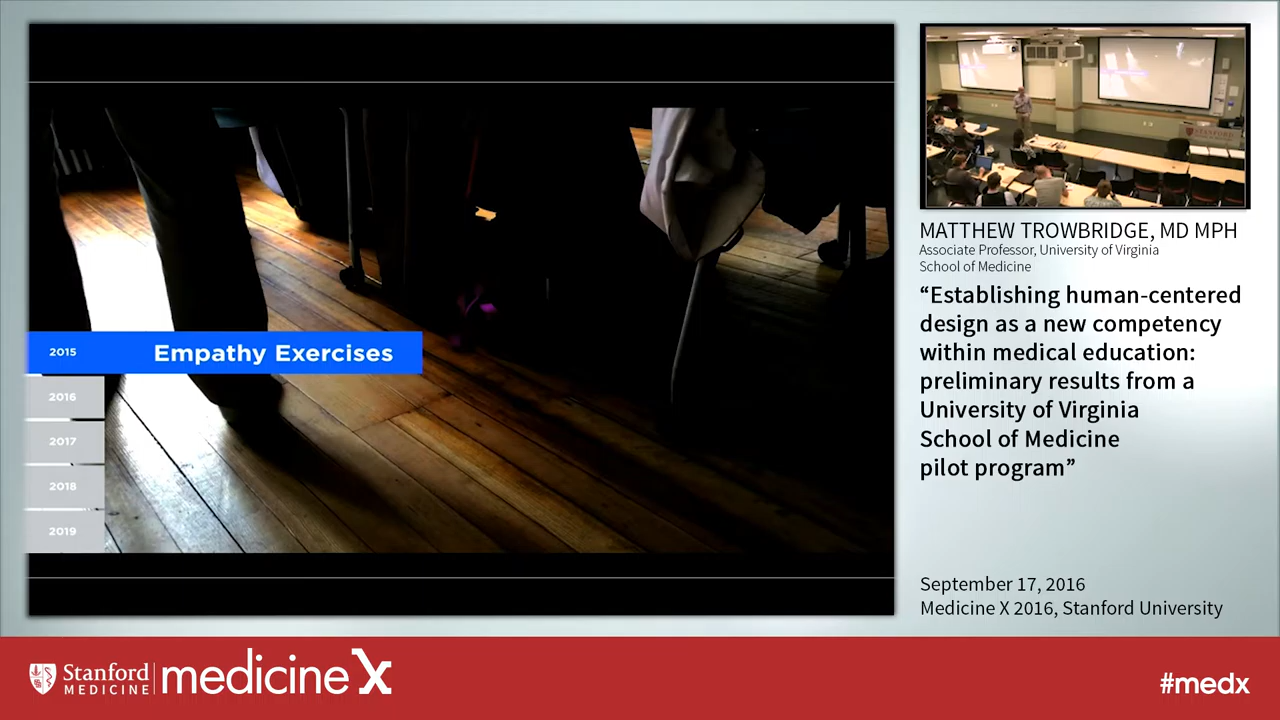 2015
Empathy Exercises
2016
2017
2018
2019
STANFORD
MATTHEW TROWBRIDGE, MD MPH
Associate Professor, University of Virginia
School of Medicine
“Establishing human-centered
design as a new competency
within medical education:
preliminary results from a
University of Virginia
School of Medicine
pilot program”
September 17, 2016
Medicine X 2016, Stanford University
Stanford
MEDICINE
medicine X
#medx